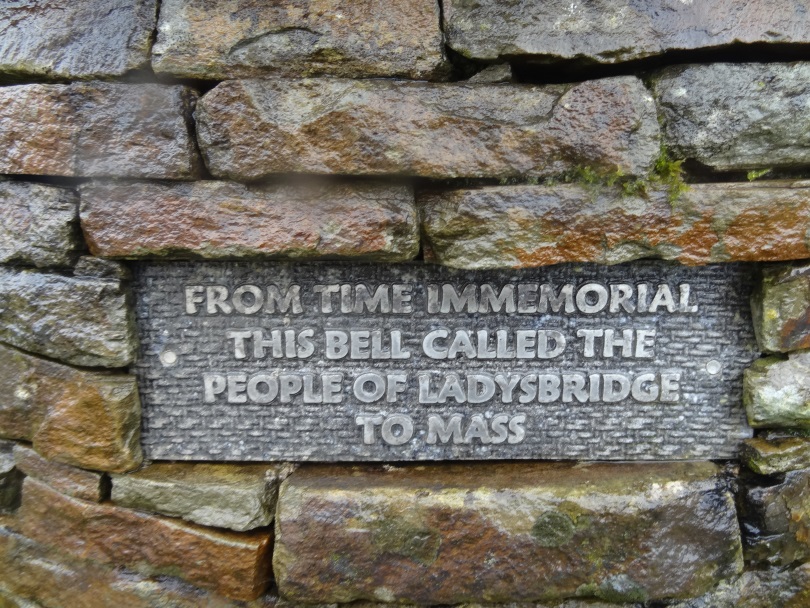 FROM TIME IMMEMORIAL
THIS BELL CALLED THE
PEOPLE OF LADYSBRIDGE
TO MASS